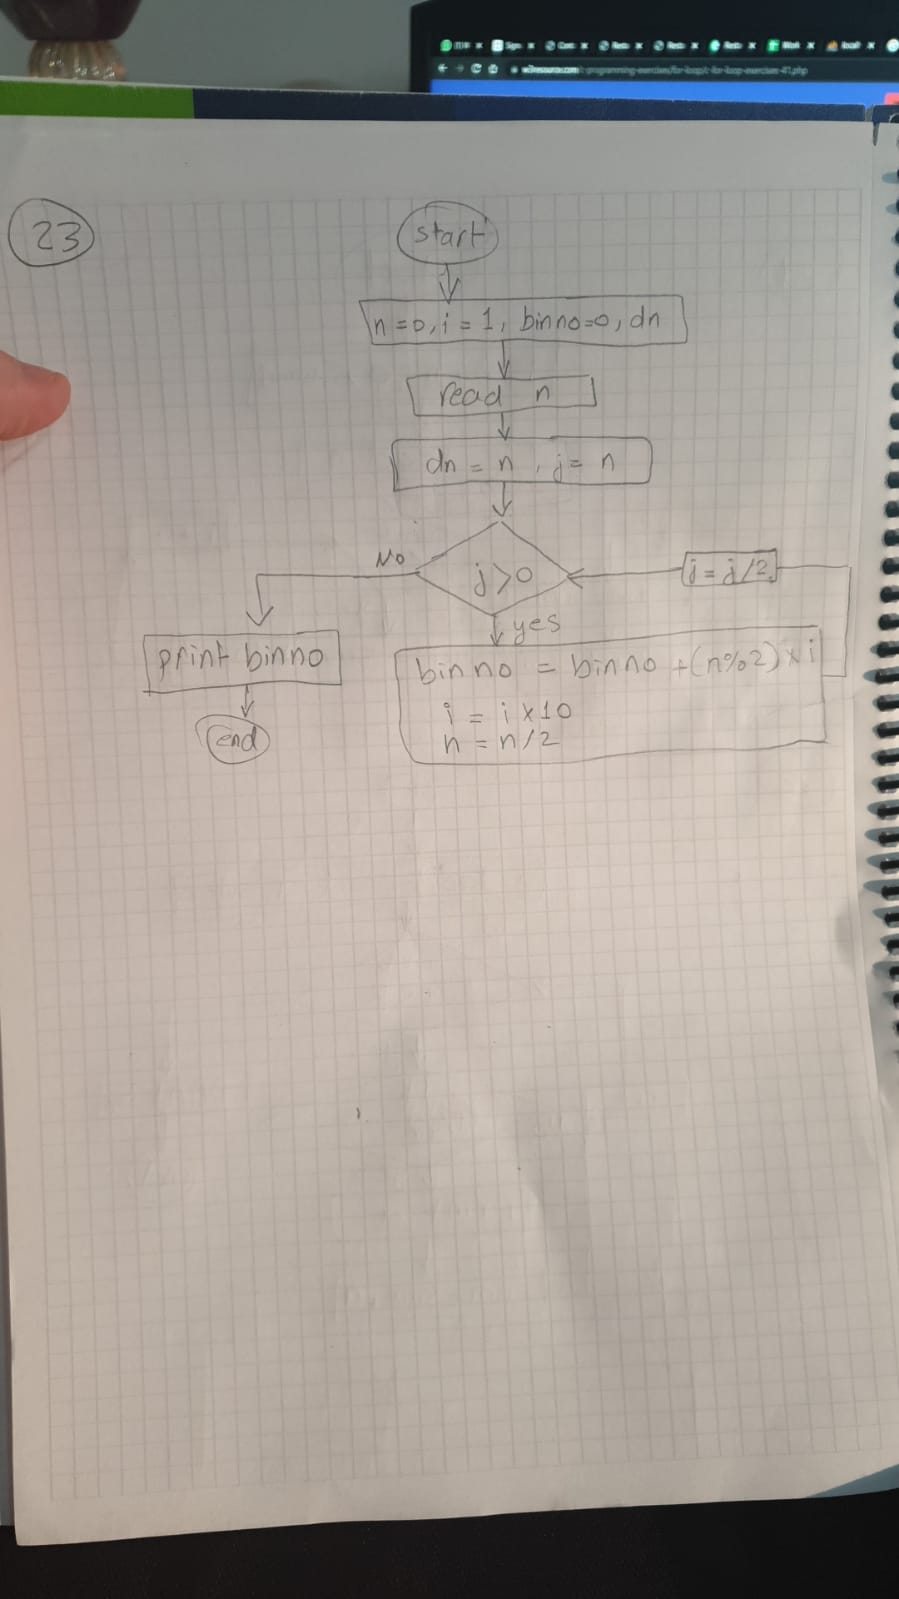 w3resource.com/c-programming-exercises/for-loop/c-for-loop-exercises-41.php
23
start
n = 0, i = 1, binno=0, dn
read n
dn = n , j = n
No
j > 0
j = j / 2
yes
print binno
binno = binno + (n%2) × i
i = i × 10
n = n / 2
end